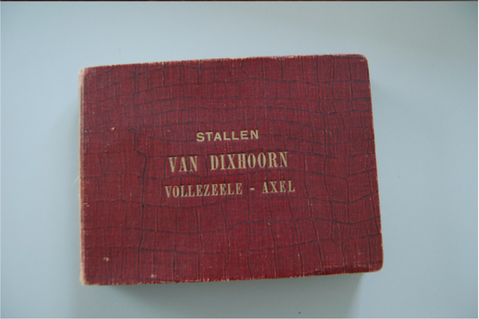 STALLEN
VAN DIXHOORN
VOLLEZEELE - AXEL